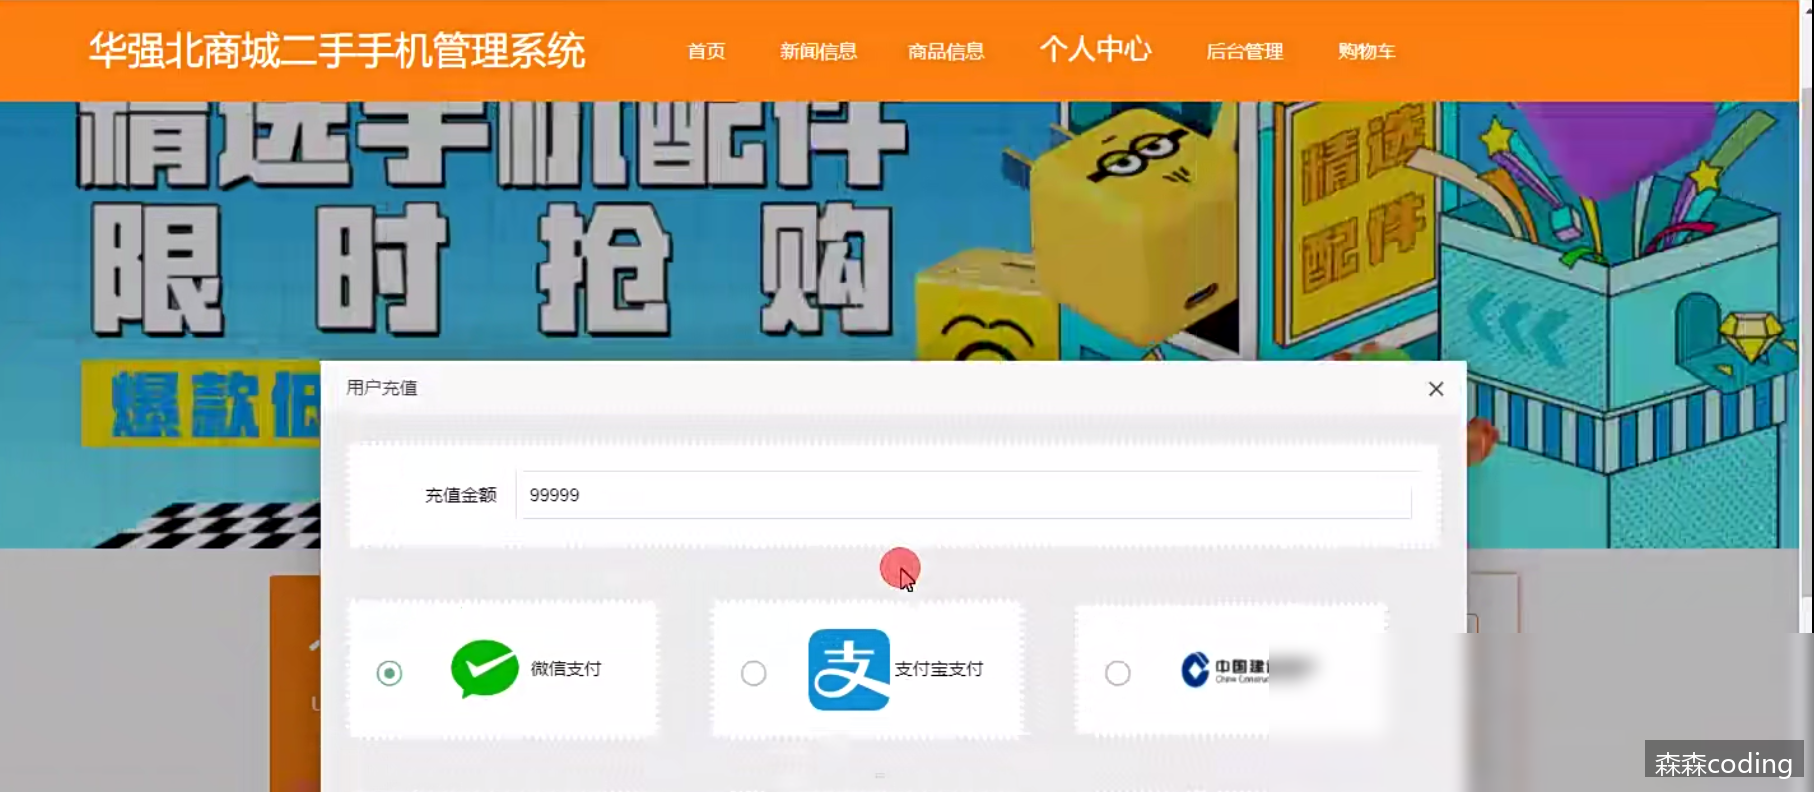 华强北商城二手手机管理系统
首页 新闻信息 商品信息 个人中心 后台管理 购物车
精选手机配件
限时抢购
精选
配件
爆款低
用户充值
充值金额 99999
微信支付
支付宝支付
中国建
China Constr
森森coding